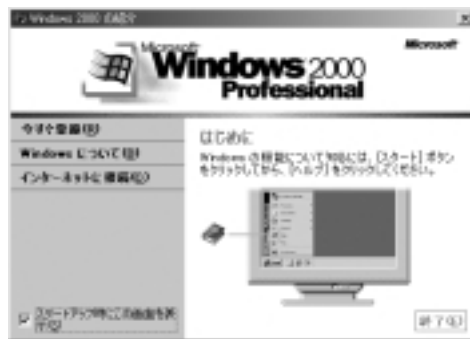 Windows 2000 の紹介
Microsoft
Microsoft
Windows 2000
Professional
今すぐ登録(R)
Windows について(D)
インターネットに接続(C)
はじめに
Windows の機能について知るには、[スタート] ボタン
をクリックしてから、[ヘルプ] をクリックしてください。
スタートアップ時にこの画面を表
示(S)
終了(X)